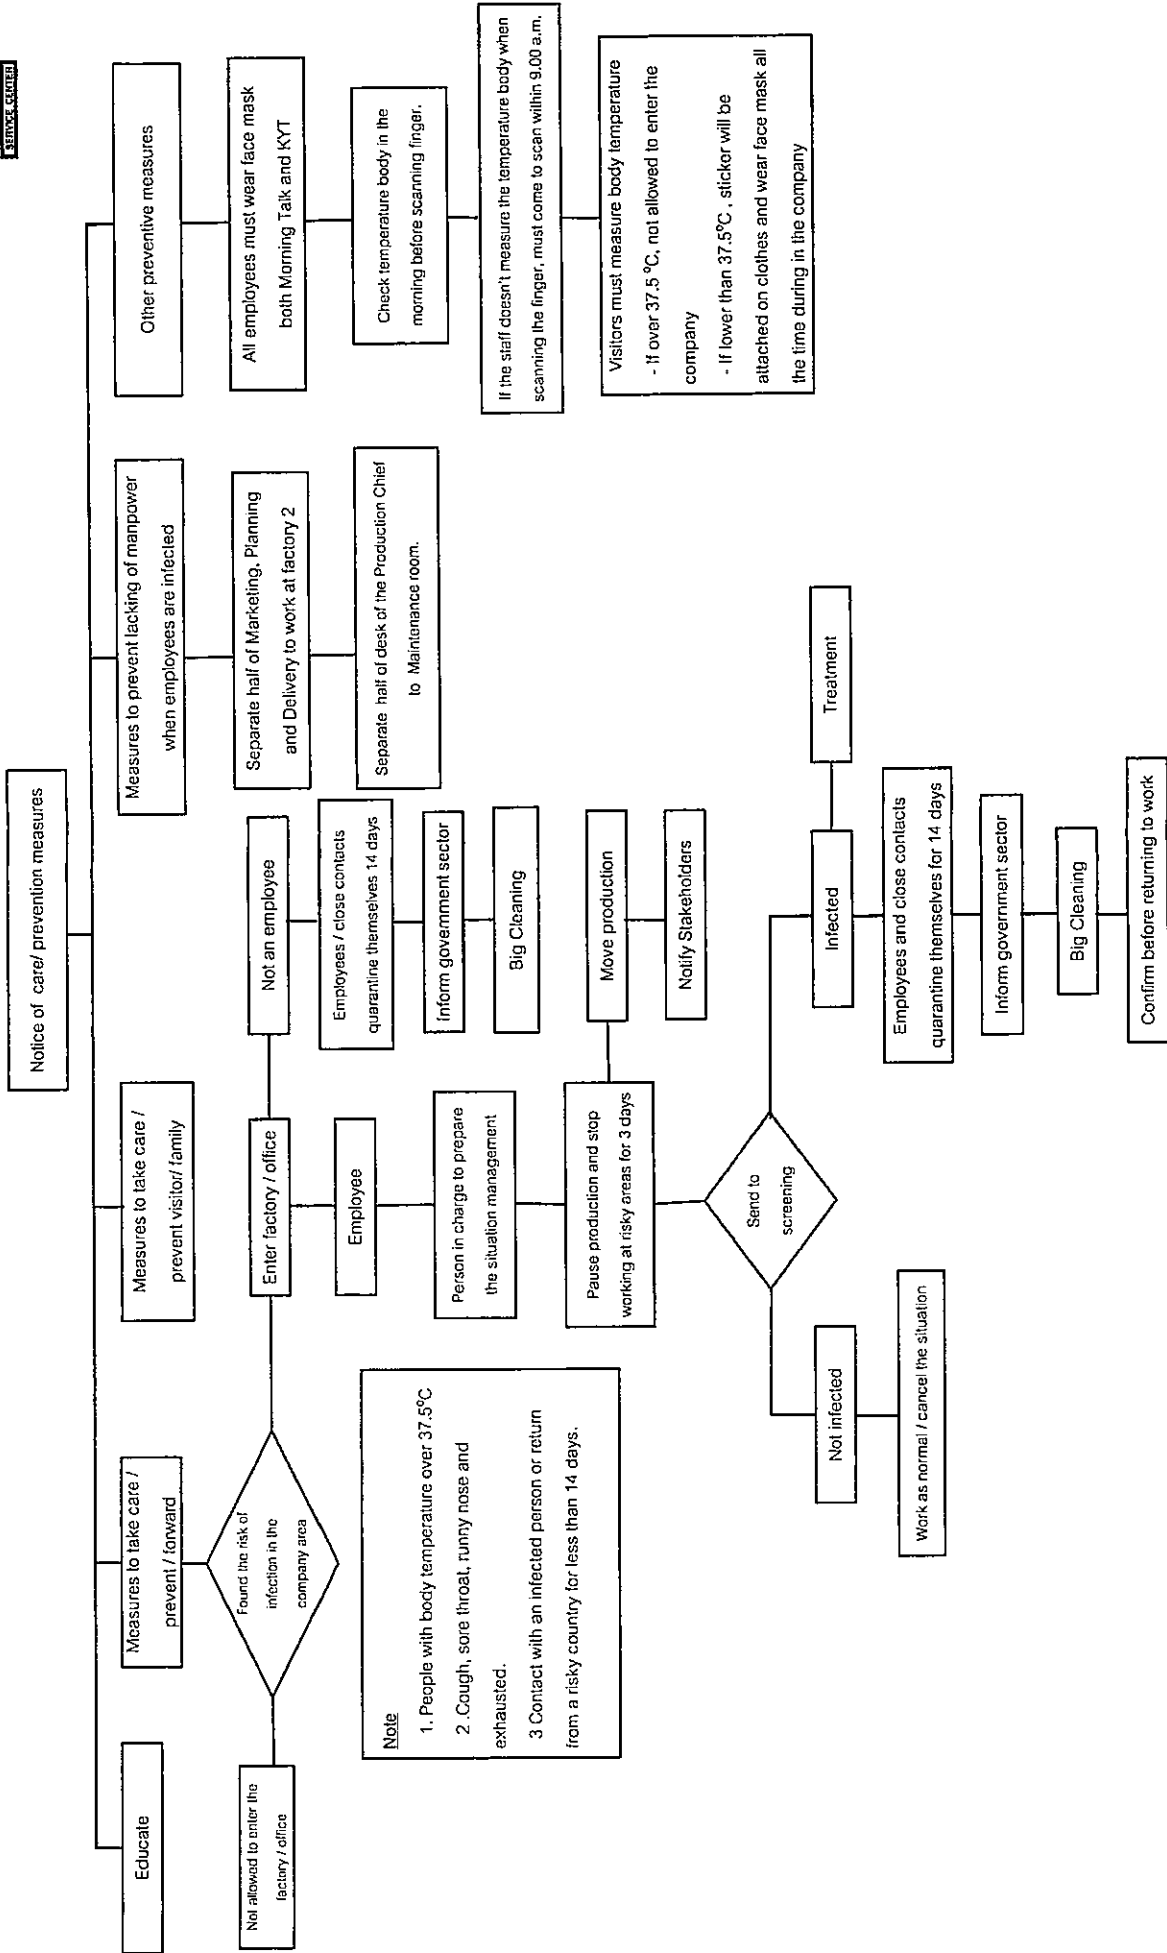 SERVICE CENTER
Notice of care/ prevention measures
Educate
Measures to take care /
prevent / forward
Measures to take care /
prevent visitor/ family
Measures to prevent lacking of manpower
when employees are infected
Other preventive measures
Not allowed to enter the
factory / office
Found the risk of
infection in the
company area
Enter factory / office
Not an employee
Employees / close contacts
quarantine themselves 14 days
Inform government sector
Big Cleaning
Employee
Person in charge to prepare
the situation management
Pause production and stop
working at risky areas for 3 days
Move production
Notify Stakeholders
Send to
screening
Not infected
Work as normal / cancel the situation
Infected
Treatment
Employees and close contacts
quarantine themselves for 14 days
Inform government sector
Big Cleaning
Confirm before returning to work
Separate half of Marketing, Planning
and Delivery to work at factory 2
Separate half of desk of the Production Chief
to Maintenance room.
All employees must wear face mask
both Morning Talk and KYT
Check temperature body in the
morning before scanning finger.
If the staff doesn't measure the temperature body when
scanning the finger, must come to scan within 9.00 a.m.
Visitors must measure body temperature
- If over 37.5 °C, not allowed to enter the
company
- If lower than 37.5°C , sticker will be
attached on clothes and wear face mask all
the time during in the company
Note
1. People with body temperature over 37.5°C
2 .Cough, sore throat, runny nose and
exhausted.
3 Contact with an infected person or return
from a risky country for less than 14 days.